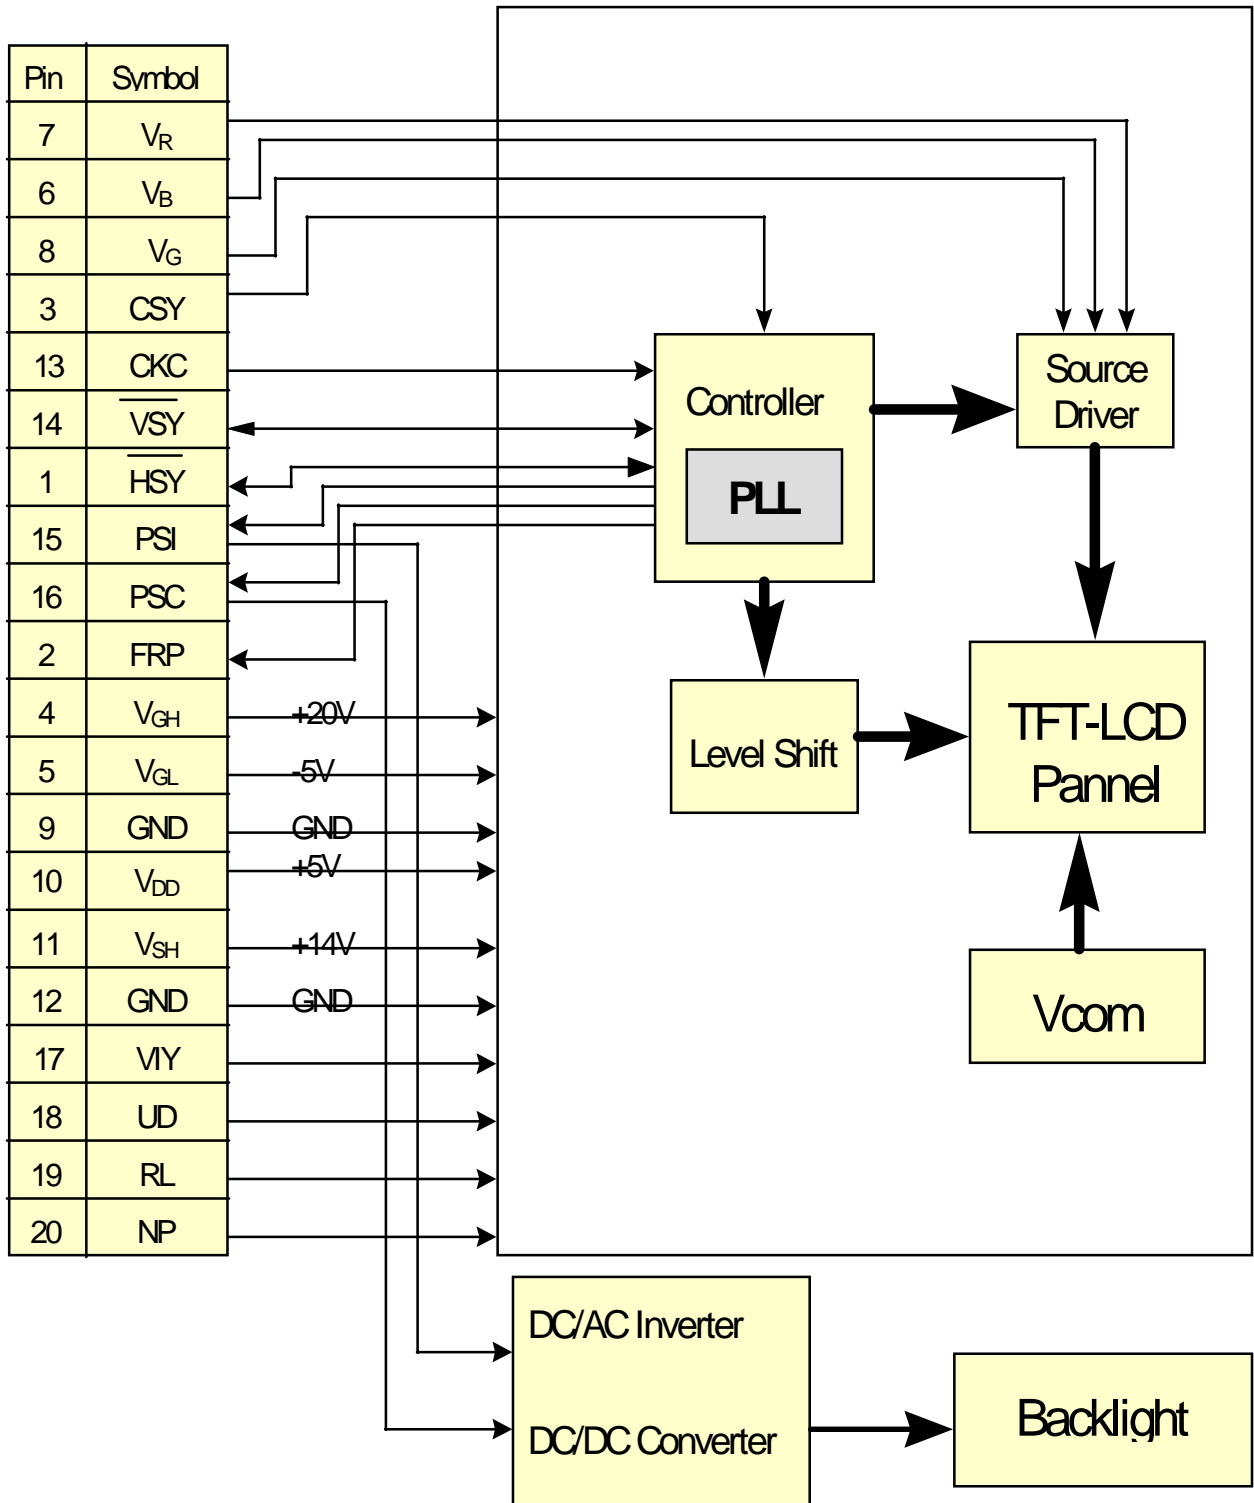 Pin Symbol
7 VR
6 VB
8 VG
3 CSY
13 CKC
14 VSY
1 HSY
15 PSI
16 PSC
2 FRP
4 VGH +20V
5 VGL -5V
9 GND GND
10 VDD +5V
11 VSH +14V
12 GND GND
17 VIY
18 UD
19 RL
20 NP
Controller
PLL
Source
Driver
Level Shift
TFT-LCD
Pannel
Vcom
DC/AC Inverter
DC/DC Converter
Backlight